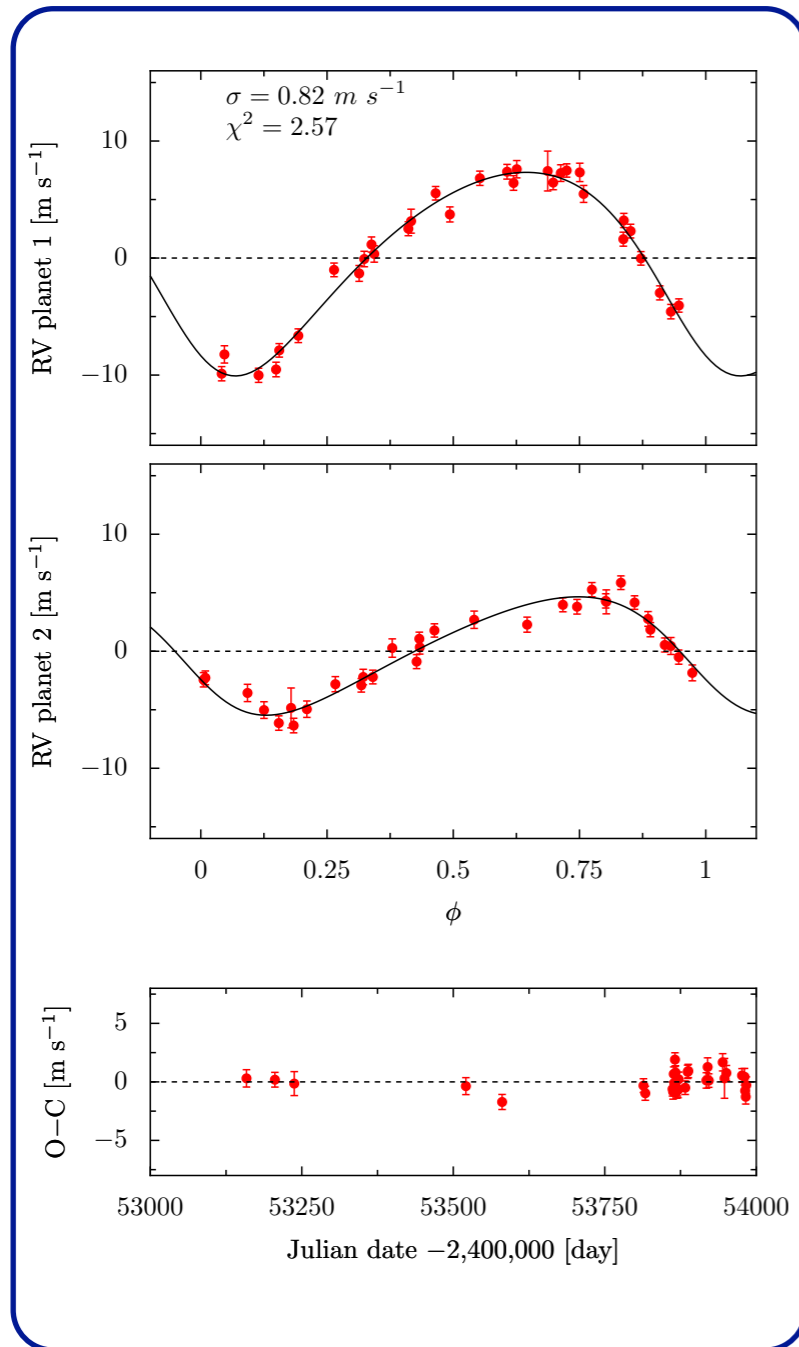 σ = 0.82 m s⁻¹
χ² = 2.57
RV planet 1 [m s⁻¹]
10
0
−10
RV planet 2 [m s⁻¹]
10
0
−10
0 0.25 0.5 0.75 1
ϕ
O−C [m s⁻¹]
5
0
−5
53000 53250 53500 53750 54000
Julian date −2,400,000 [day]